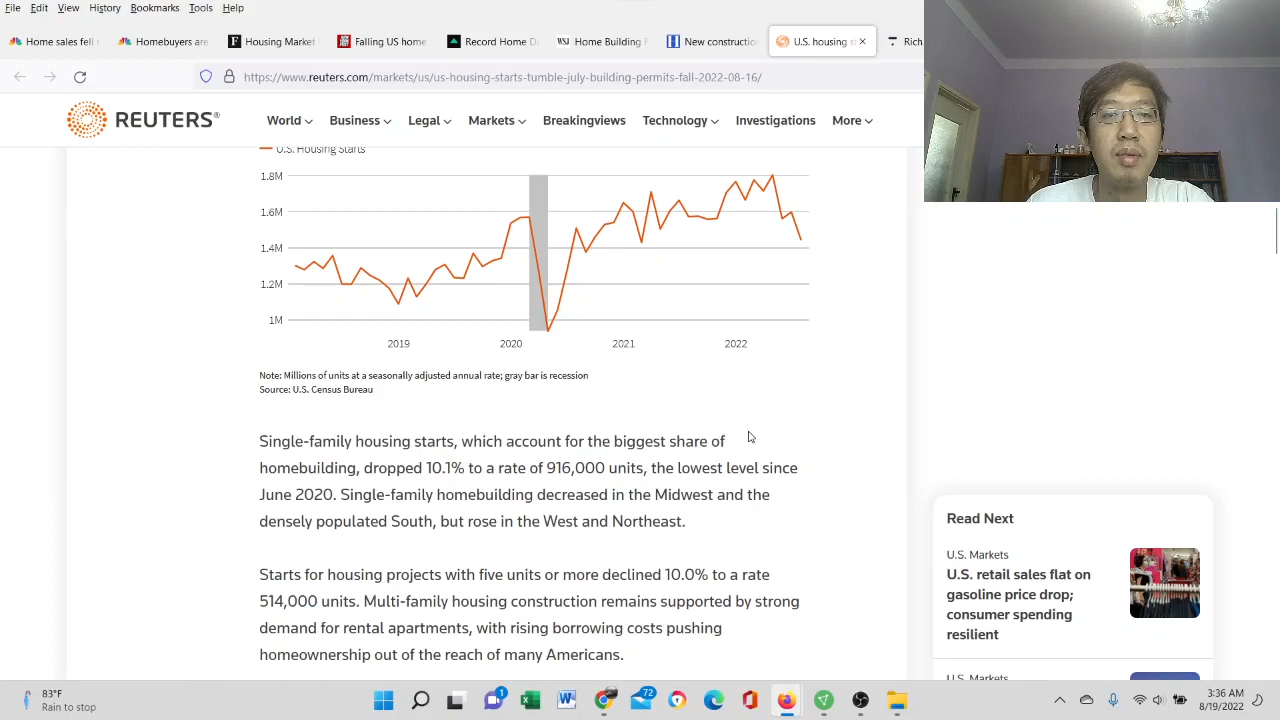 File Edit View History Bookmarks Tools Help
Home sales fell r
Homebuyers are
Housing Market
Falling US home
Record Home D
WSJ Home Building F
New constructio
U.S. housing s
Rich
https://www.reuters.com/markets/us/us-housing-starts-tumble-july-building-permits-fall-2022-08-16/
REUTERS®
World Business Legal Markets Breakingviews Technology Investigations More
U.S. Housing Starts
1.8M
1.6M
1.4M
1.2M
1M
2019 2020 2021 2022
Note: Millions of units at a seasonally adjusted annual rate; gray bar is recession
Source: U.S. Census Bureau
Single-family housing starts, which account for the biggest share of
homebuilding, dropped 10.1% to a rate of 916,000 units, the lowest level since
June 2020. Single-family homebuilding decreased in the Midwest and the
densely populated South, but rose in the West and Northeast.
Starts for housing projects with five units or more declined 10.0% to a rate
514,000 units. Multi-family housing construction remains supported by strong
demand for rental apartments, with rising borrowing costs pushing
homeownership out of the reach of many Americans.
Read Next
U.S. Markets
U.S. retail sales flat on
gasoline price drop;
consumer spending
resilient
U.S. Markets
83°F
Rain to stop
1
72
3:36 AM
8/19/2022